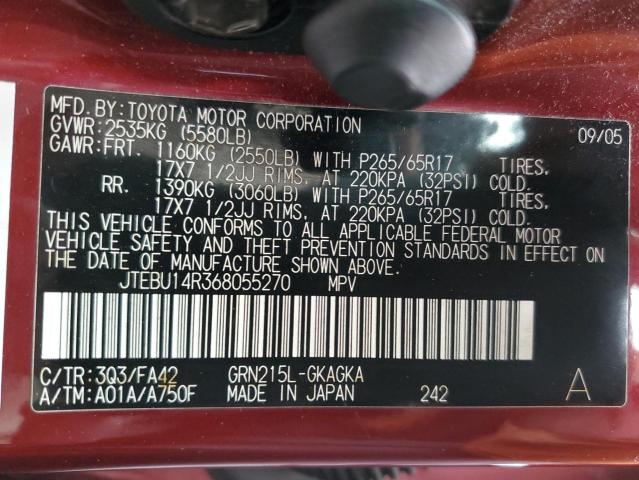 MFD. BY: TOYOTA MOTOR CORPORATION 09/05
GVWR: 2535KG (5580LB)
GAWR: FRT. 1160KG (2550LB) WITH P265/65R17 TIRES.
17X7 1/2JJ RIMS. AT 220KPA (32PSI) COLD.
RR. 1390KG (3060LB) WITH P265/65R17 TIRES.
17X7 1/2JJ RIMS. AT 220KPA (32PSI) COLD.
THIS VEHICLE CONFORMS TO ALL APPLICABLE FEDERAL MOTOR
VEHICLE SAFETY AND THEFT PREVENTION STANDARDS IN EFFECT ON
THE DATE OF MANUFACTURE SHOWN ABOVE.
JTEBU14R368055270 MPV
C/TR: 3Q3/FA42 GRN215L-GKAGKA A
A/TM: A01A/A750F MADE IN JAPAN 242